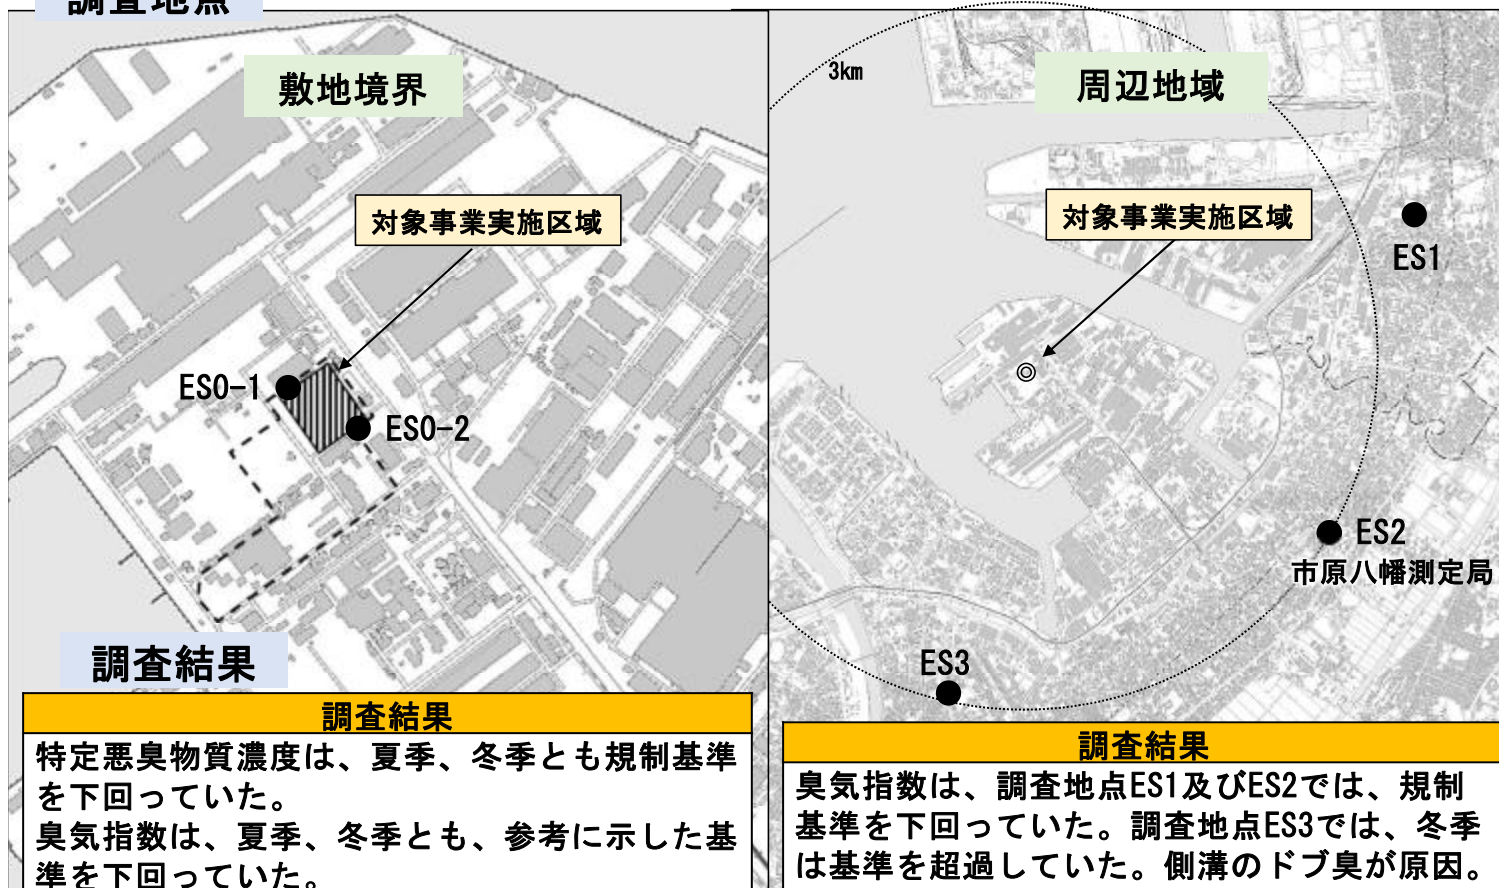 調査地点
敷地境界
対象事業実施区域
ES0-1
ES0-2
3km
周辺地域
対象事業実施区域
ES1
ES2
市原八幡測定局
ES3
調査結果
調査結果
特定悪臭物質濃度は、夏季、冬季とも規制基準
を下回っていた。
臭気指数は、夏季、冬季とも、参考に示した基
準を下回っていた。
調査結果
臭気指数は、調査地点ES1及びES2では、規制
基準を下回っていた。調査地点ES3では、冬季
は基準を超過していた。側溝のドブ臭が原因。